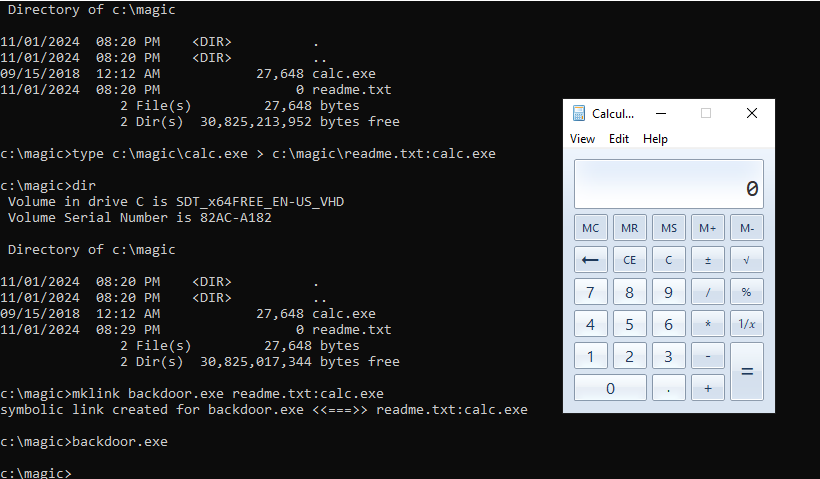 Directory of c:\magic
11/01/2024  08:20 PM    <DIR>          .
11/01/2024  08:20 PM    <DIR>          ..
09/15/2018  12:12 AM            27,648 calc.exe
11/01/2024  08:20 PM                 0 readme.txt
2 File(s)         27,648 bytes
2 Dir(s)  30,825,213,952 bytes free
c:\magic>type c:\magic\calc.exe > c:\magic\readme.txt:calc.exe
c:\magic>dir
Volume in drive C is SDT_x64FREE_EN-US_VHD
Volume Serial Number is 82AC-A182
Directory of c:\magic
11/01/2024  08:20 PM    <DIR>          .
11/01/2024  08:20 PM    <DIR>          ..
09/15/2018  12:12 AM            27,648 calc.exe
11/01/2024  08:29 PM                 0 readme.txt
2 File(s)         27,648 bytes
2 Dir(s)  30,825,017,344 bytes free
c:\magic>mklink backdoor.exe readme.txt:calc.exe
symbolic link created for backdoor.exe <<===>> readme.txt:calc.exe
c:\magic>backdoor.exe
c:\magic>
Calcul...
View Edit Help
0
MC MR MS M+ M-
← CE C ± √
7 8 9 / %
4 5 6 * 1/x
1 2 3 - =
0 . +